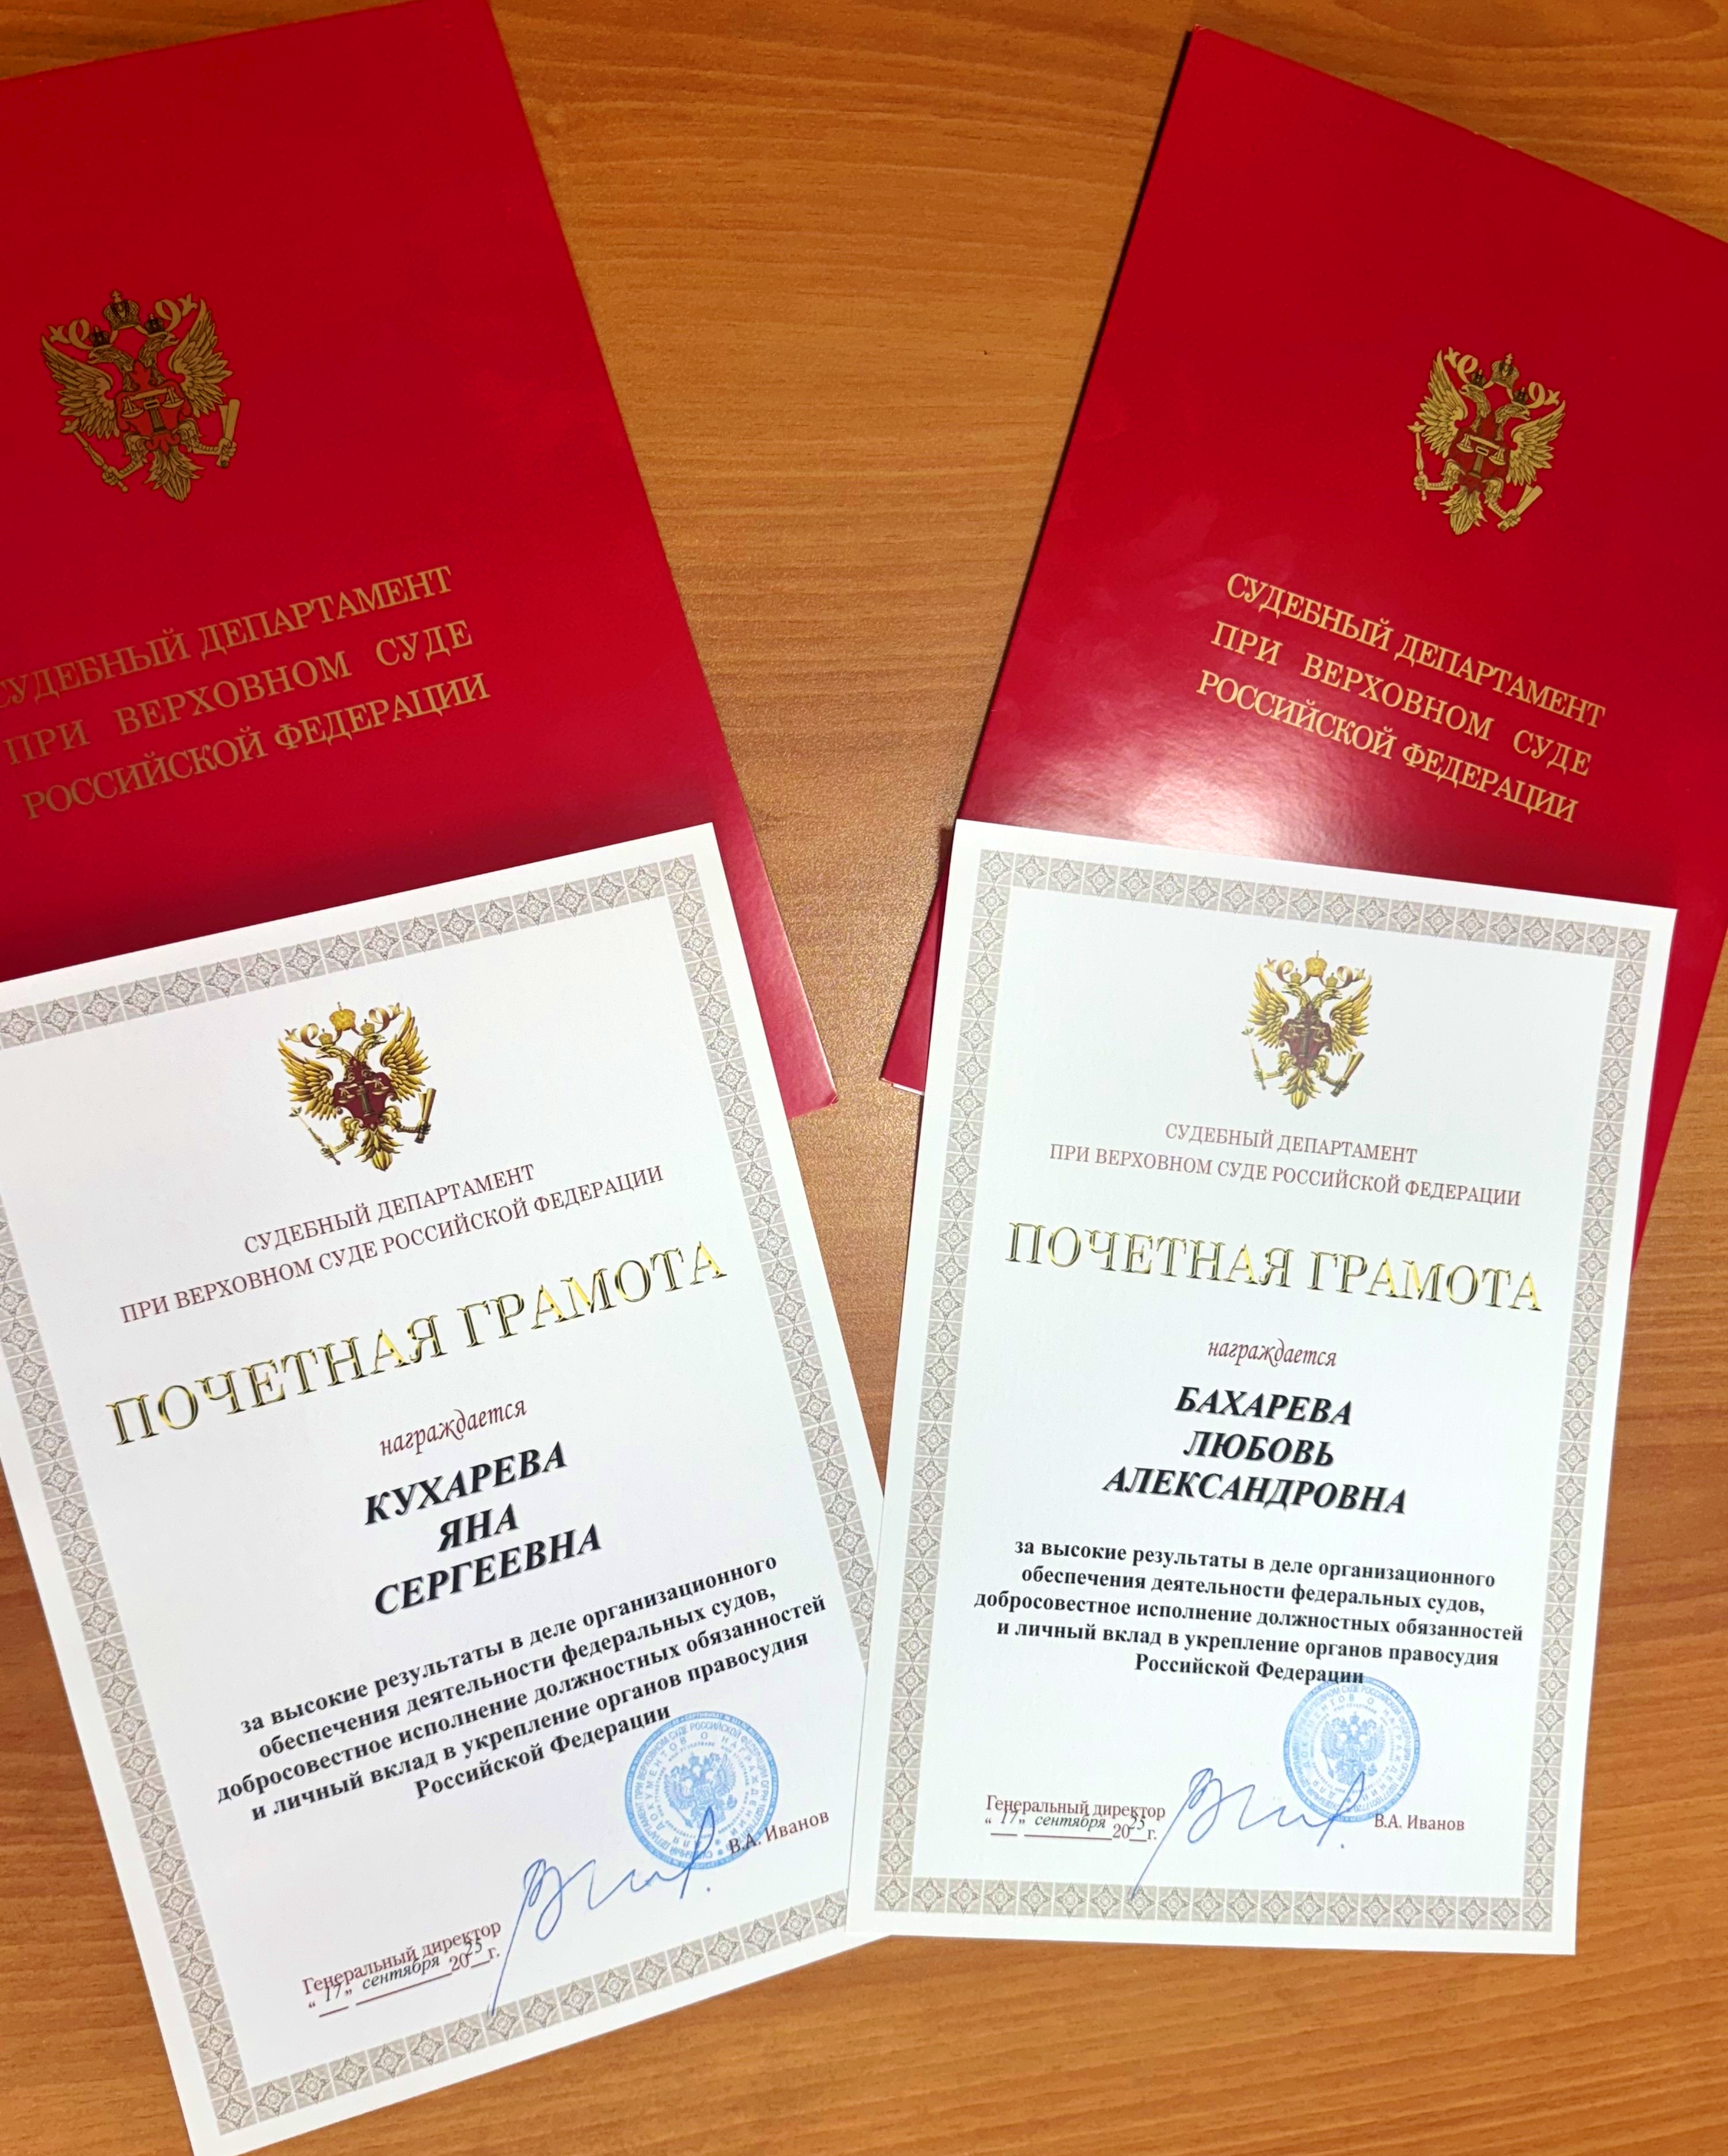 СУДЕБНЫЙ ДЕПАРТАМЕНТ
ПРИ ВЕРХОВНОМ СУДЕ
РОССИЙСКОЙ ФЕДЕРАЦИИ
СУДЕБНЫЙ ДЕПАРТАМЕНТ
ПРИ ВЕРХОВНОМ СУДЕ
РОССИЙСКОЙ ФЕДЕРАЦИИ
СУДЕБНЫЙ ДЕПАРТАМЕНТ
ПРИ ВЕРХОВНОМ СУДЕ РОССИЙСКОЙ ФЕДЕРАЦИИ
ПОЧЕТНАЯ ГРАМОТА
награждается
КУХАРЕВА
ЯНА
СЕРГЕЕВНА
за высокие результаты в деле организационного
обеспечения деятельности федеральных судов,
добросовестное исполнение должностных обязанностей
и личный вклад в укрепление органов правосудия
Российской Федерации
Генеральный директор
В.А. Иванов
“17” сентября 2025г.
СУДЕБНЫЙ ДЕПАРТАМЕНТ
ПРИ ВЕРХОВНОМ СУДЕ РОССИЙСКОЙ ФЕДЕРАЦИИ
ПОЧЕТНАЯ ГРАМОТА
награждается
БАХАРЕВА
ЛЮБОВЬ
АЛЕКСАНДРОВНА
за высокие результаты в деле организационного
обеспечения деятельности федеральных судов,
добросовестное исполнение должностных обязанностей
и личный вклад в укрепление органов правосудия
Российской Федерации
Генеральный директор
В.А. Иванов
“17” сентября 2025г.